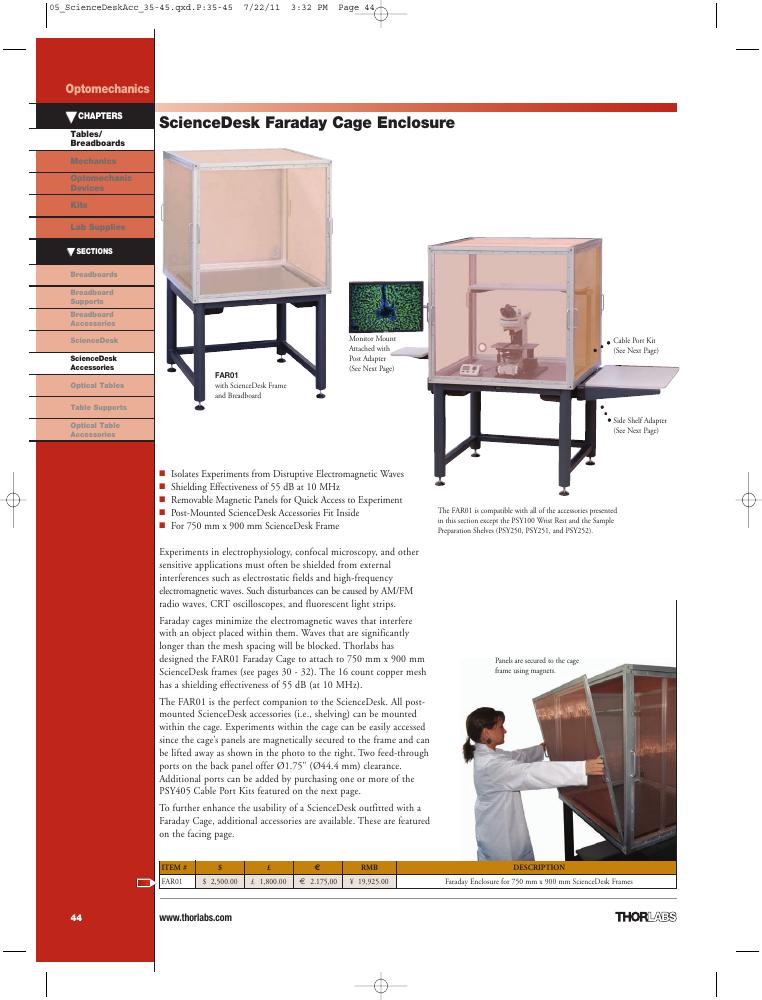 05_ScienceDeskAcc_35-45.qxd.P:35-45  7/22/11  3:32 PM  Page 44
Optomechanics
CHAPTERS
Tables/
Breadboards
Mechanics
Optomechanic
Devices
Kits
Lab Supplies
SECTIONS
Breadboards
Breadboard
Supports
Breadboard
Accessories
ScienceDesk
ScienceDesk
Accessories
Optical Tables
Table Supports
Optical Table
Accessories
ScienceDesk Faraday Cage Enclosure
FAR01
with ScienceDesk Frame
and Breadboard
Monitor Mount
Attached with
Post Adapter
(See Next Page)
Cable Port Kit
(See Next Page)
Side Shelf Adapter
(See Next Page)
■ Isolates Experiments from Disruptive Electromagnetic Waves
■ Shielding Effectiveness of 55 dB at 10 MHz
■ Removable Magnetic Panels for Quick Access to Experiment
■ Post-Mounted ScienceDesk Accessories Fit Inside
■ For 750 mm x 900 mm ScienceDesk Frame
The FAR01 is compatible with all of the accessories presented
in this section except the PSY100 Wrist Rest and the Sample
Preparation Shelves (PSY250, PSY251, and PSY252).
Experiments in electrophysiology, confocal microscopy, and other
sensitive applications must often be shielded from external
interferences such as electrostatic fields and high-frequency
electromagnetic waves. Such disturbances can be caused by AM/FM
radio waves, CRT oscilloscopes, and fluorescent light strips.
Faraday cages minimize the electromagnetic waves that interfere
with an object placed within them. Waves that are significantly
longer than the mesh spacing will be blocked. Thorlabs has
designed the FAR01 Faraday Cage to attach to 750 mm x 900 mm
ScienceDesk frames (see pages 30 - 32). The 16 count copper mesh
has a shielding effectiveness of 55 dB (at 10 MHz).
The FAR01 is the perfect companion to the ScienceDesk. All post-
mounted ScienceDesk accessories (i.e., shelving) can be mounted
within the cage. Experiments within the cage can be easily accessed
since the cage's panels are magnetically secured to the frame and can
be lifted away as shown in the photo to the right. Two feed-through
ports on the back panel offer Ø1.75" (Ø44.4 mm) clearance.
Additional ports can be added by purchasing one or more of the
PSY405 Cable Port Kits featured on the next page.
To further enhance the usability of a ScienceDesk outfitted with a
Faraday Cage, additional accessories are available. These are featured
on the facing page.
Panels are secured to the cage
frame using magnets.
ITEM # $ £ € RMB DESCRIPTION
FAR01 $ 2,500.00 £ 1,800.00 € 2.175,00 ¥ 19,925.00 Faraday Enclosure for 750 mm x 900 mm ScienceDesk Frames
44
www.thorlabs.com
THORLABS